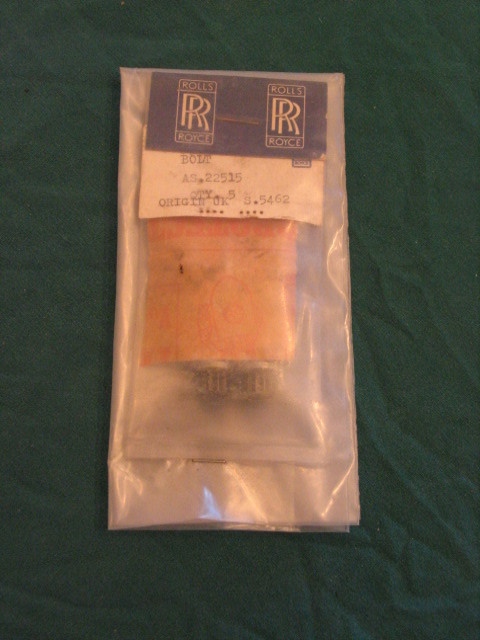 ROLLS
RR
ROYCE
ROLLS
RR
ROYCE
BOLT
AS.22515
QTY. 5
ORIGIN UK S.5462